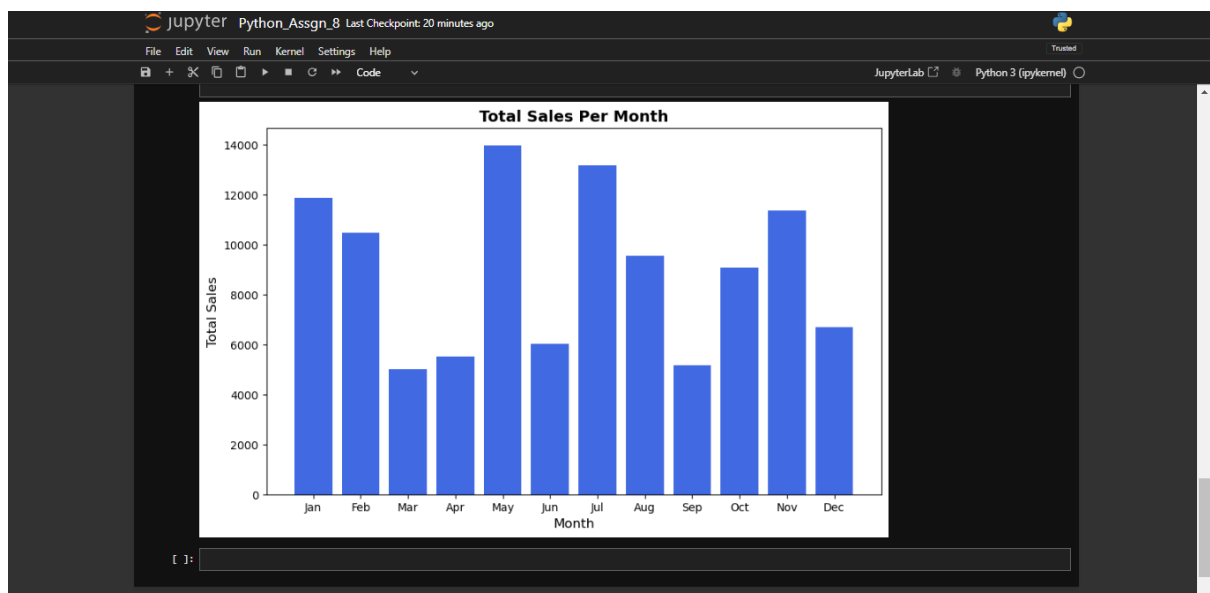 jupyter Python_Assgn_8 Last Checkpoint: 20 minutes ago
File Edit View Run Kernel Settings Help
Trusted
Code
JupyterLab Python 3 (ipykernel)
Total Sales Per Month
14000
12000
10000
8000
6000
4000
2000
0
Total Sales
Jan Feb Mar Apr May Jun Jul Aug Sep Oct Nov Dec
Month
[ ]: